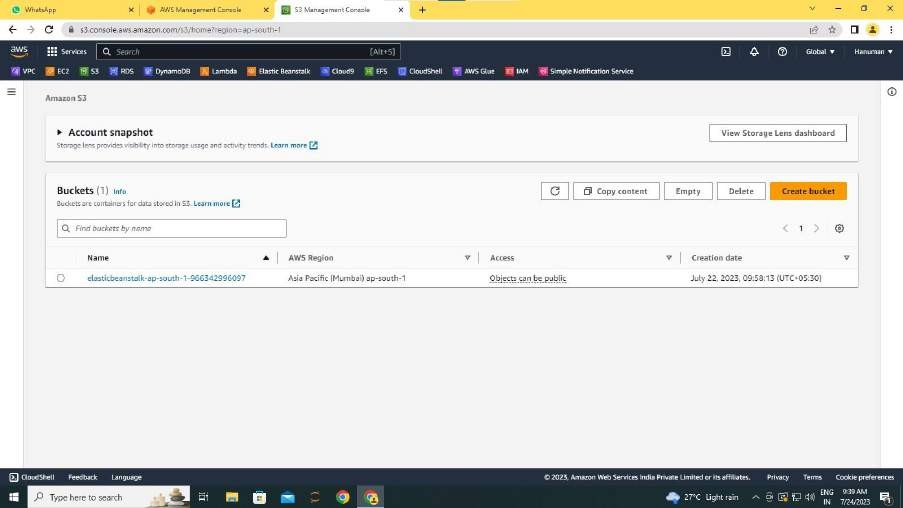 WhatsApp
AWS Management Console
S3 Management Console
s3.console.aws.amazon.com/s3/home?region=ap-south-1
aws Services Search [Alt+S] Global Hanuman
VPC EC2 S3 RDS DynamoDB Lambda Elastic Beanstalk Cloud9 EFS CloudShell AWS Glue IAM Simple Notification Service
Amazon S3
Account snapshot
View Storage Lens dashboard
Storage lens provides visibility into storage usage and activity trends. Learn more
Buckets (1) Info
Copy content Empty Delete Create bucket
Buckets are containers for data stored in S3. Learn more
Find buckets by name
1
Name AWS Region Access Creation date
elasticbeanstalk-ap-south-1-966342996097 Asia Pacific (Mumbai) ap-south-1 Objects can be public July 22, 2023, 09:58:13 (UTC+05:30)
CloudShell Feedback Language © 2023, Amazon Web Services India Private Limited or its affiliates. Privacy Terms Cookie preferences
Type here to search
27°C Light rain
ENG
IN
9:39 AM
7/24/2023